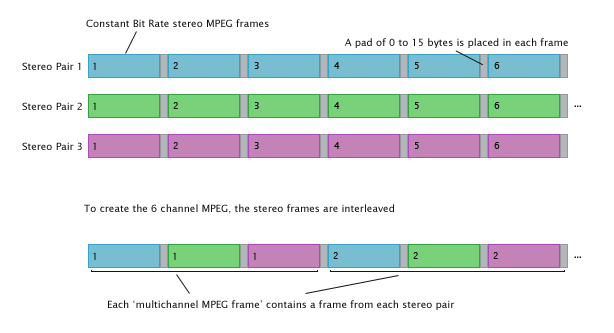 Constant Bit Rate stereo MPEG frames
A pad of 0 to 15 bytes is placed in each frame
Stereo Pair 1 1 2 3 4 5 6
Stereo Pair 2 1 2 3 4 5 6 ...
Stereo Pair 3 1 2 3 4 5 6
To create the 6 channel MPEG, the stereo frames are interleaved
1 1 1 2 2 2 ...
Each ‘multichannel MPEG frame’ contains a frame from each stereo pair